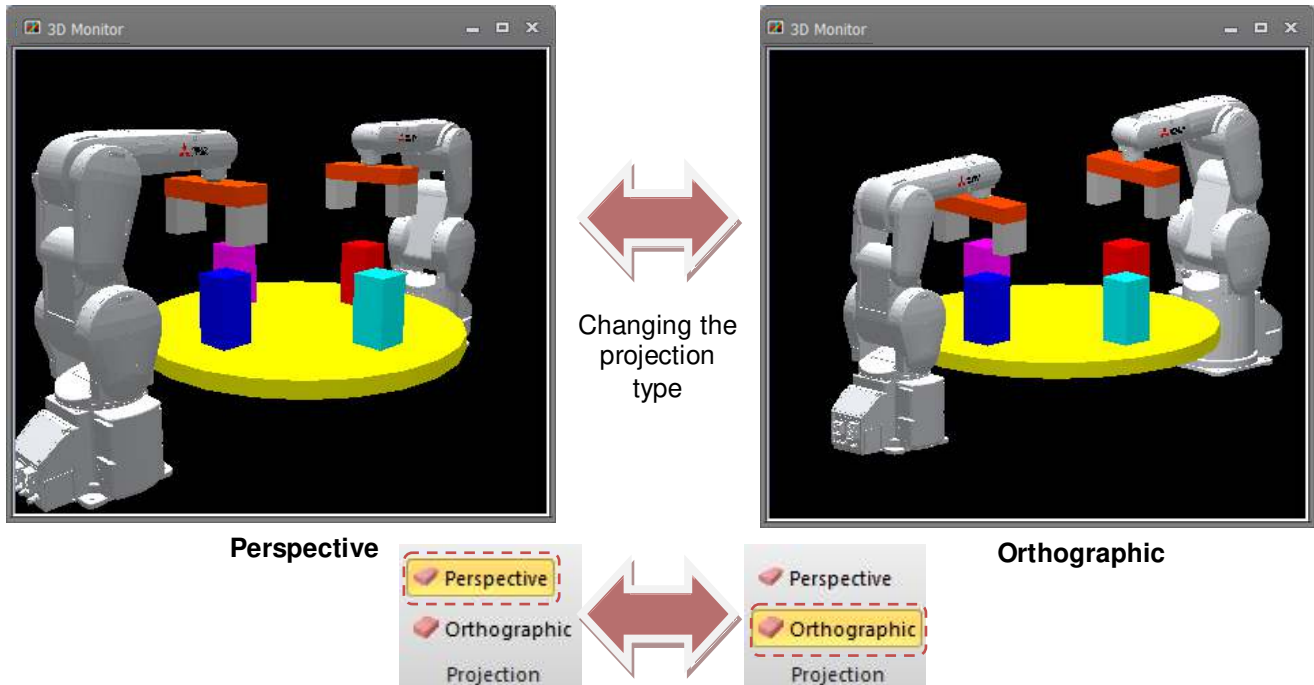 3D Monitor
3D Monitor
Changing the
projection
type
Perspective
Orthographic
Perspective
Orthographic
Projection
Perspective
Orthographic
Projection